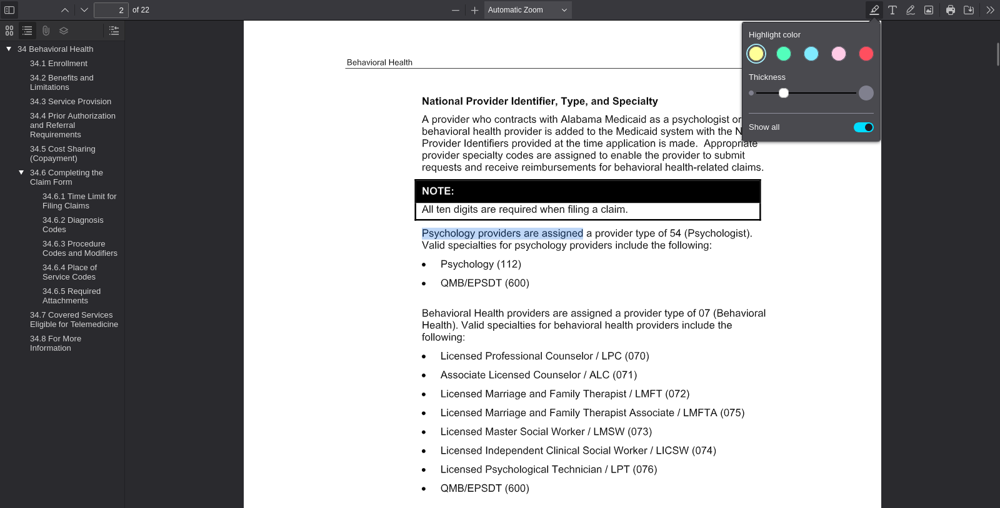 2 of 22
Automatic Zoom
34 Behavioral Health
34.1 Enrollment
34.2 Benefits and
Limitations
34.3 Service Provision
34.4 Prior Authorization
and Referral
Requirements
34.5 Cost Sharing
(Copayment)
34.6 Completing the
Claim Form
34.6.1 Time Limit for
Filing Claims
34.6.2 Diagnosis
Codes
34.6.3 Procedure
Codes and Modifiers
34.6.4 Place of
Service Codes
34.6.5 Required
Attachments
34.7 Covered Services
Eligible for Telemedicine
34.8 For More
Information
Highlight color
Thickness
Show all
Behavioral Health
National Provider Identifier, Type, and Specialty
A provider who contracts with Alabama Medicaid as a psychologist or
behavioral health provider is added to the Medicaid system with the
Provider Identifiers provided at the time application is made. Appropriate
provider specialty codes are assigned to enable the provider to submit
requests and receive reimbursements for behavioral health-related claims.
NOTE:
All ten digits are required when filing a claim.
Psychology providers are assigned a provider type of 54 (Psychologist).
Valid specialties for psychology providers include the following:
• Psychology (112)
• QMB/EPSDT (600)
Behavioral Health providers are assigned a provider type of 07 (Behavioral
Health). Valid specialties for behavioral health providers include the
following:
• Licensed Professional Counselor / LPC (070)
• Associate Licensed Counselor / ALC (071)
• Licensed Marriage and Family Therapist / LMFT (072)
• Licensed Marriage and Family Therapist Associate / LMFTA (075)
• Licensed Master Social Worker / LMSW (073)
• Licensed Independent Clinical Social Worker / LICSW (074)
• Licensed Psychological Technician / LPT (076)
• QMB/EPSDT (600)